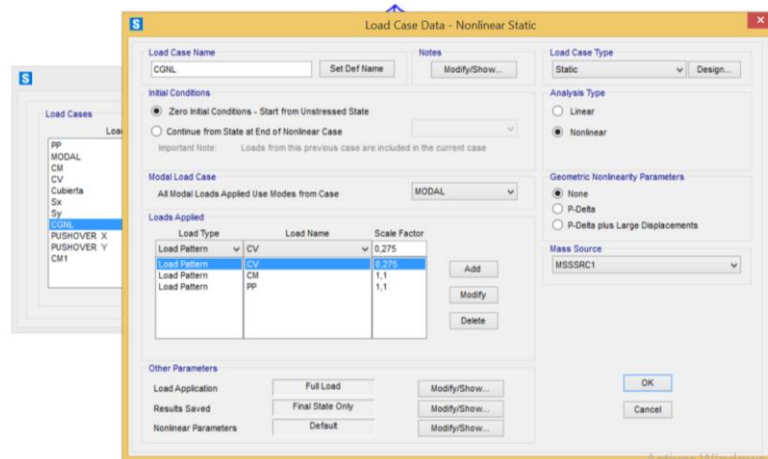 S
Load Case Data - Nonlinear Static
Load Case Name
CGNL
Set Def Name
Notes
Modify/Show...
Load Case Type
Static
Design...
Initial Conditions
Zero Initial Conditions - Start from Unstressed State
Continue from State at End of Nonlinear Case
Important Note: Loads from this previous case are included in the current case
Analysis Type
Linear
Nonlinear
Modal Load Case
All Modal Loads Applied Use Modes from Case
MODAL
Geometric Nonlinearity Parameters
None
P-Delta
P-Delta plus Large Displacements
Loads Applied
Load Type Load Name Scale Factor
Load Pattern CV 0,275
Load Pattern CV 0,275
Load Pattern CM 1,1
Load Pattern PP 1,1
Add
Modify
Delete
Mass Source
MSSSRC1
Other Parameters
Load Application Full Load Modify/Show...
Results Saved Final State Only Modify/Show...
Nonlinear Parameters Default Modify/Show...
OK
Cancel
S
Load Cases
PP
MODAL
CM
CV
Cubierta
Sx
Sy
CGNL
PUSHOVER X
PUSHOVER Y
CM1